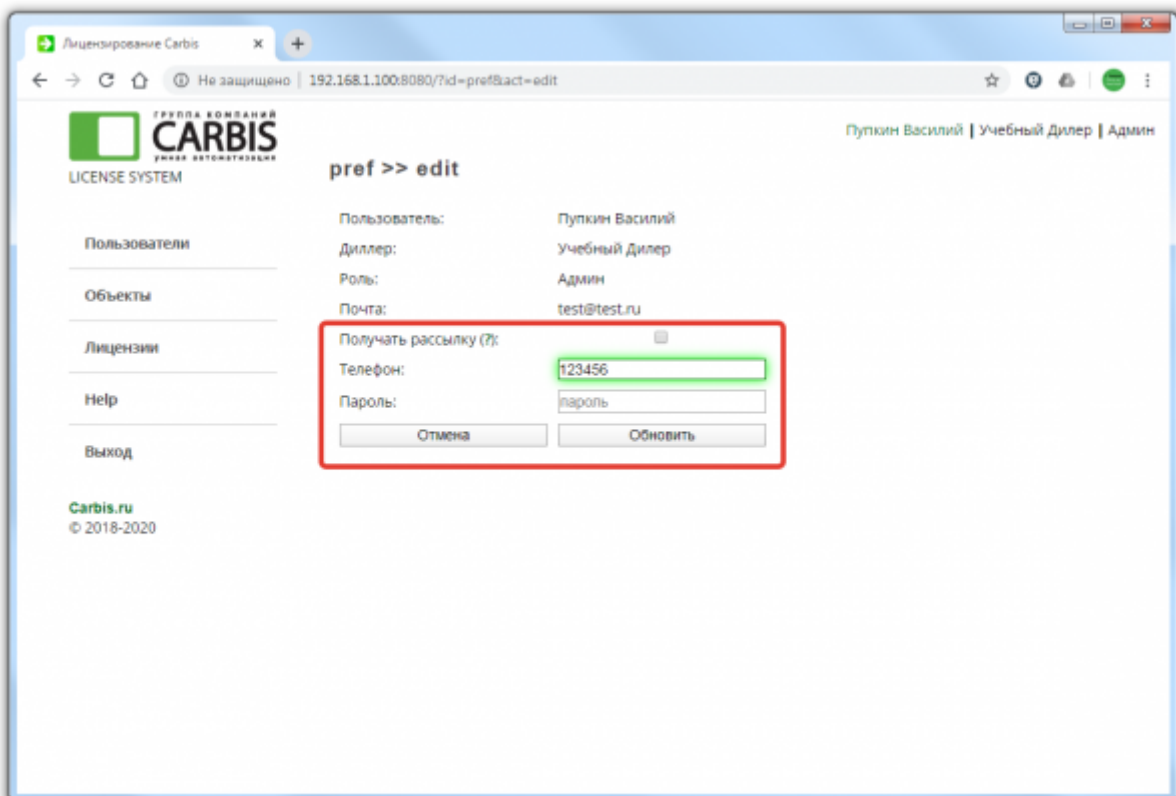 Лицензирование Carbis
Не защищено | 192.168.1.100:8080/?id=pref&act=edit
ГРУППА КОМПАНИЙ
CARBIS
умная автоматизация
LICENSE SYSTEM
Пупкин Василий | Учебный Дилер | Админ
pref >> edit
Пользователь: Пупкин Василий
Диллер: Учебный Дилер
Роль: Админ
Почта: test@test.ru
Получать рассылку (?):
Телефон: 123456
Пароль: пароль
Отмена Обновить
Пользователи
Объекты
Лицензии
Help
Выход
Carbis.ru
© 2018-2020